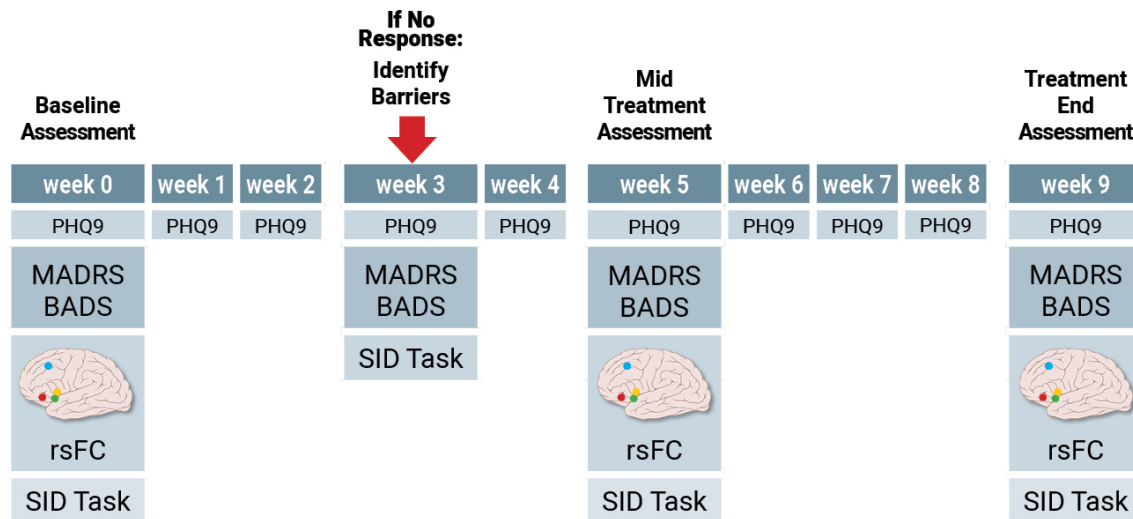 If No
Response:
Identify
Barriers
Baseline
Assessment
Mid
Treatment
Assessment
Treatment
End
Assessment
week 0 week 1 week 2 week 3 week 4 week 5 week 6 week 7 week 8 week 9
PHQ9 PHQ9 PHQ9 PHQ9 PHQ9 PHQ9 PHQ9 PHQ9 PHQ9 PHQ9
MADRS MADRS MADRS MADRS
BADS BADS BADS BADS
SID Task
rsFC rsFC rsFC
SID Task SID Task SID Task